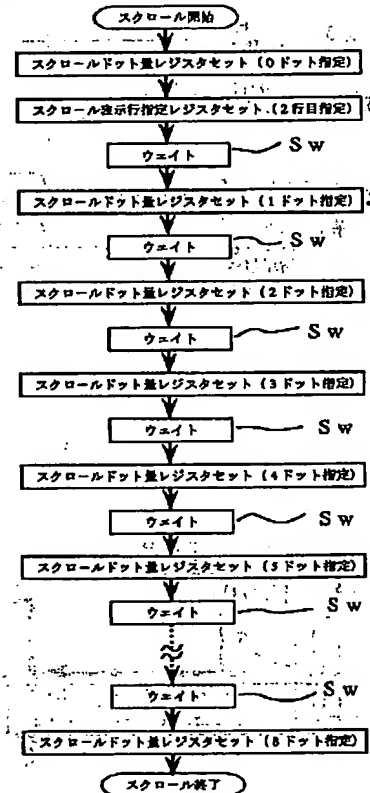 スクロール開始
スクロールドット量レジスタセット (0ドット指定)
スクロール表示行指定レジスタセット (2行目指定)
ウェイト Sw
スクロールドット量レジスタセット (1ドット指定)
ウェイト Sw
スクロールドット量レジスタセット (2ドット指定)
ウェイト Sw
スクロールドット量レジスタセット (3ドット指定)
ウェイト Sw
スクロールドット量レジスタセット (4ドット指定)
ウェイト Sw
スクロールドット量レジスタセット (5ドット指定)
ウェイト Sw
ウェイト Sw
スクロールドット量レジスタセット (8ドット指定)
スクロール終了